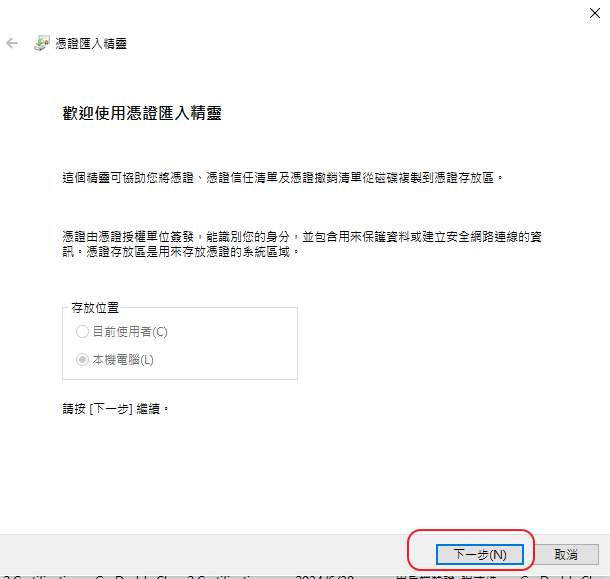 憑證匯入精靈
歡迎使用憑證匯入精靈
這個精靈可協助您將憑證、憑證信任清單及憑證撤銷清單從磁碟複製到憑證存放區。
憑證由憑證授權單位簽發，能識別您的身分，並包含用來保護資料或建立安全網路連線的資
訊。憑證存放區是用來存放憑證的系統區域。
存放位置
目前使用者(C)
本機電腦(L)
請按 [下一步] 繼續。
下一步(N)
取消